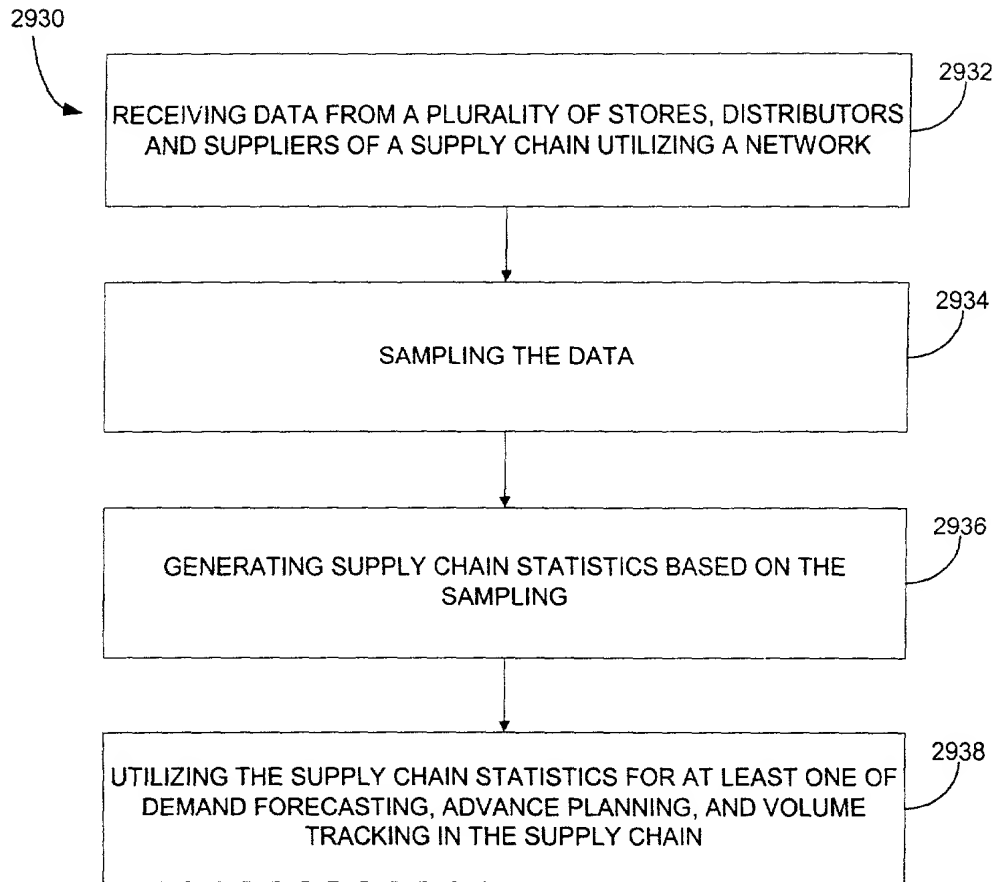 2930
2932
RECEIVING DATA FROM A PLURALITY OF STORES, DISTRIBUTORS
AND SUPPLIERS OF A SUPPLY CHAIN UTILIZING A NETWORK
2934
SAMPLING THE DATA
2936
GENERATING SUPPLY CHAIN STATISTICS BASED ON THE
SAMPLING
2938
UTILIZING THE SUPPLY CHAIN STATISTICS FOR AT LEAST ONE OF
DEMAND FORECASTING, ADVANCE PLANNING, AND VOLUME
TRACKING IN THE SUPPLY CHAIN